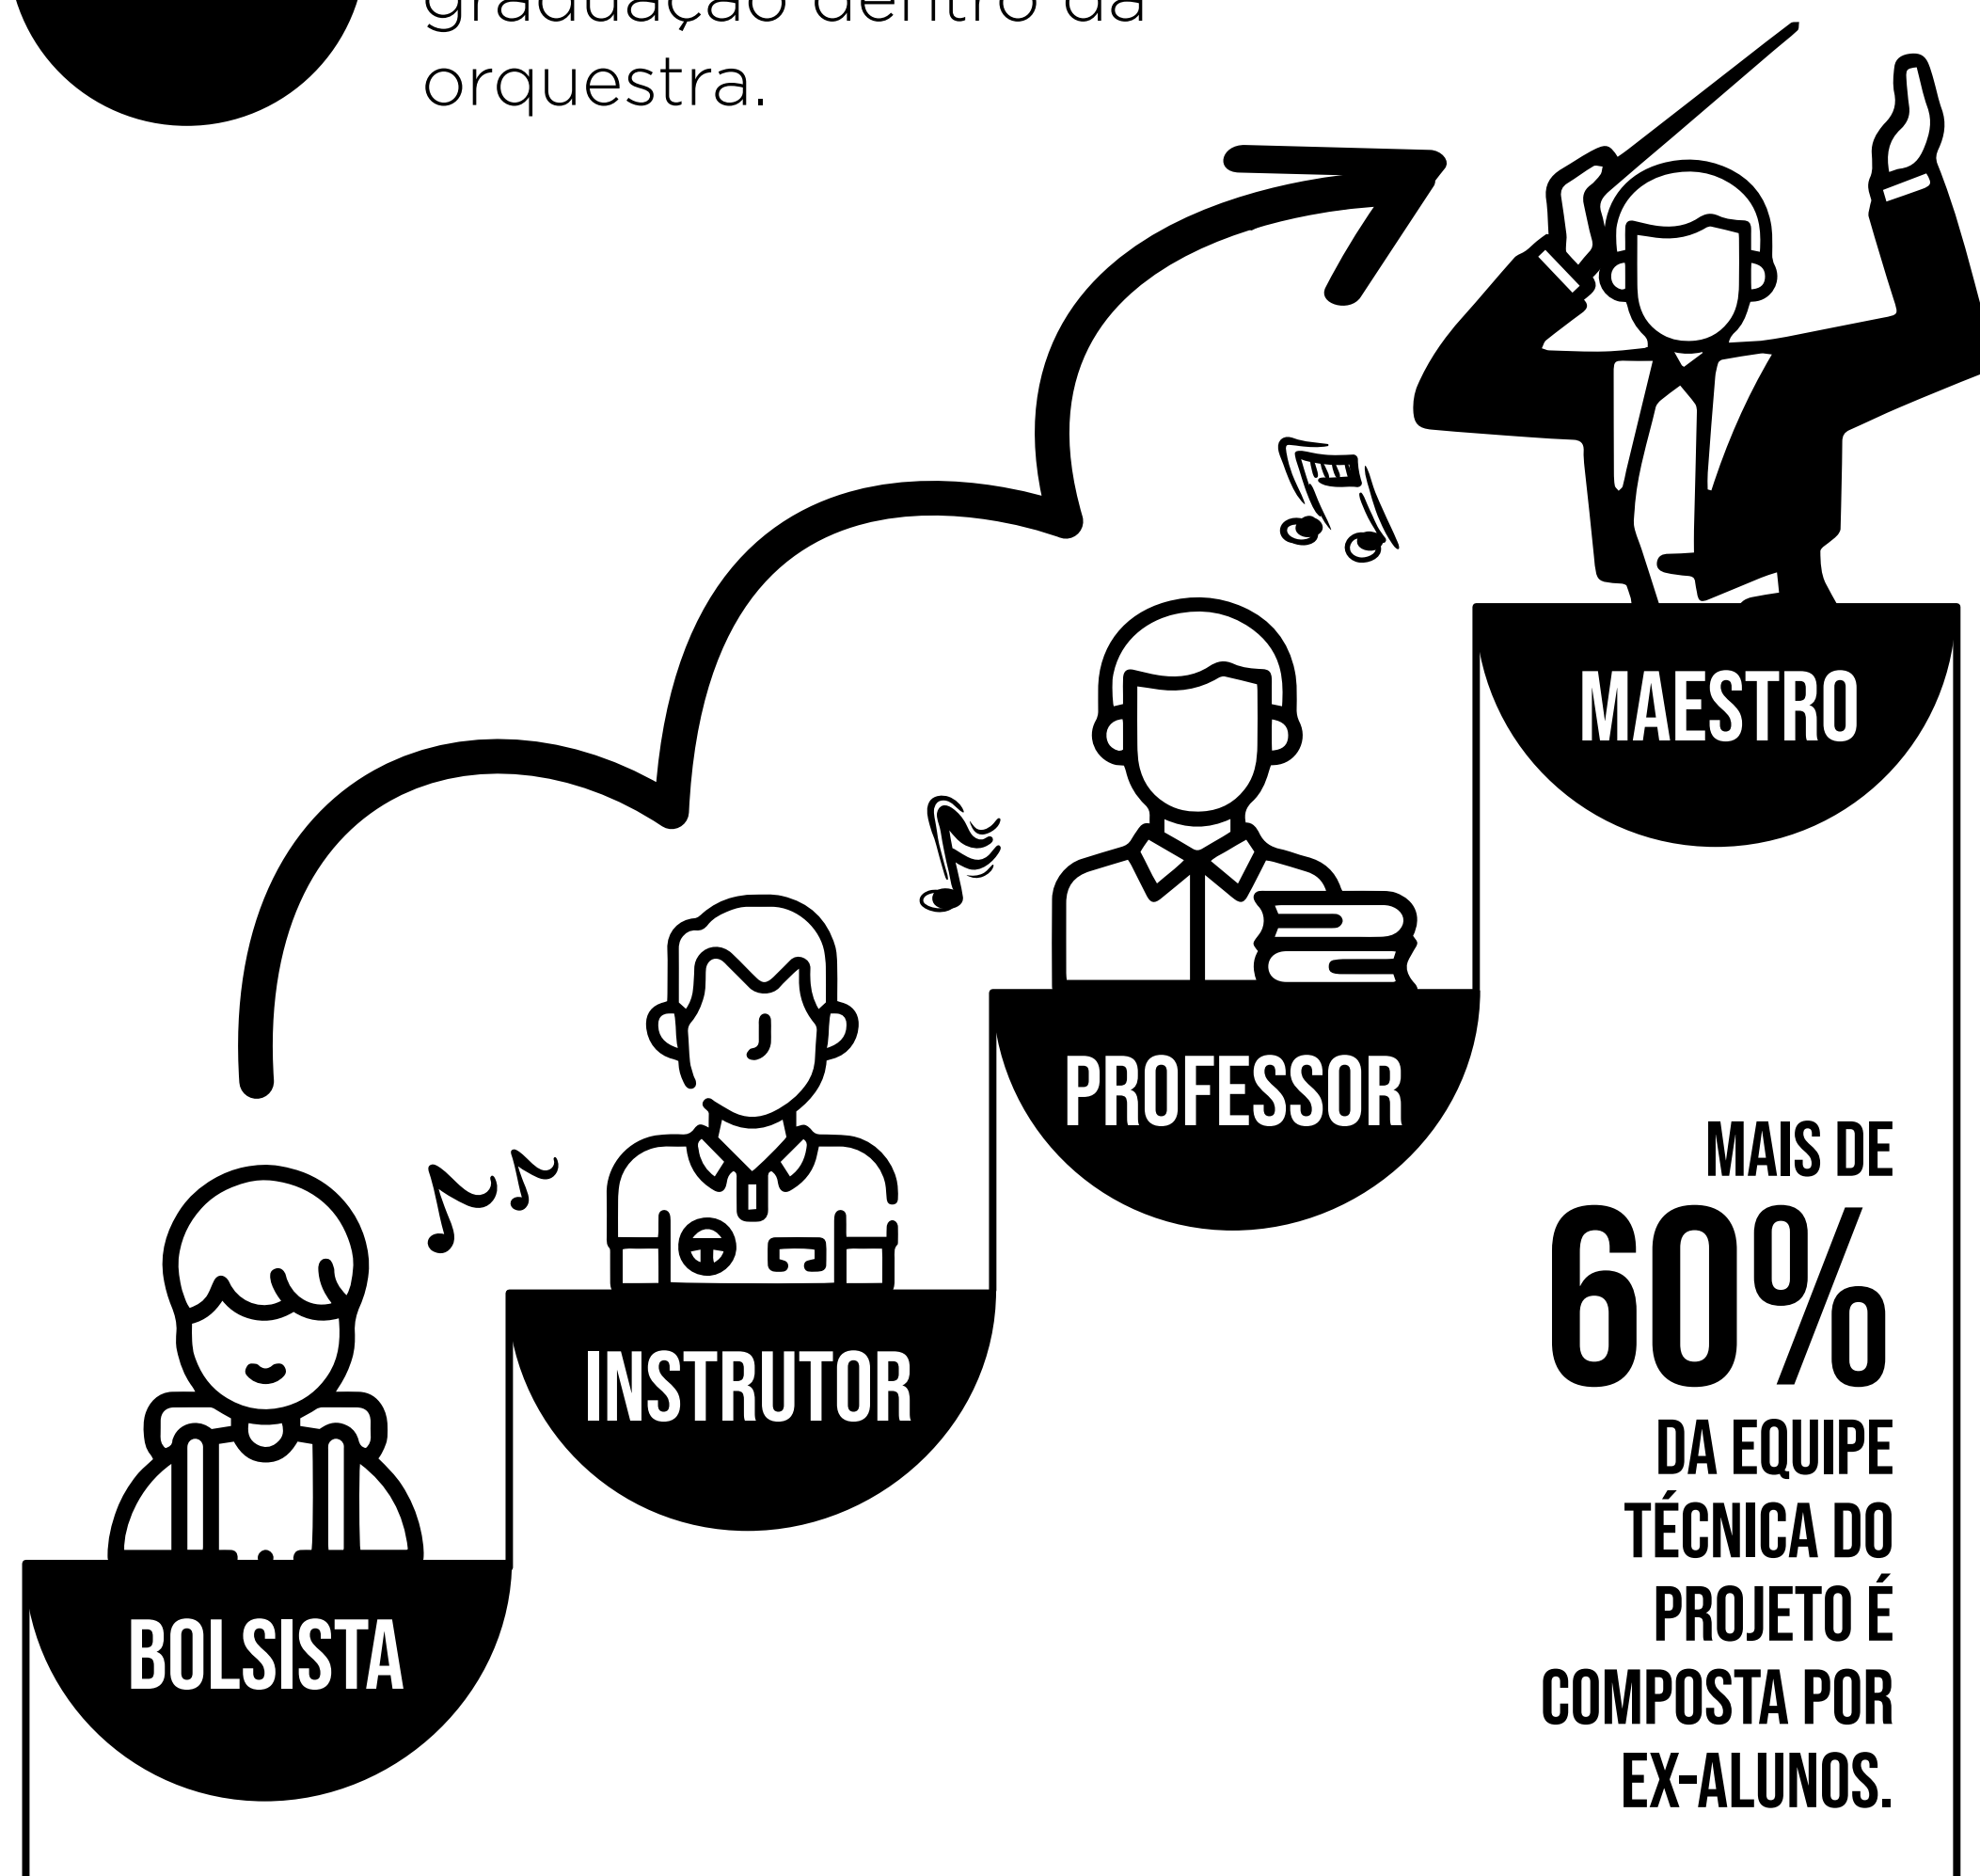 graduação dentro da
orquestra.
MAESTRO
PROFESSOR
INSTRUTOR
BOLSISTA
MAIS DE
60%
DA EQUIPE
TÉCNICA DO
PROJETO É
COMPOSTA POR
EX-ALUNOS.